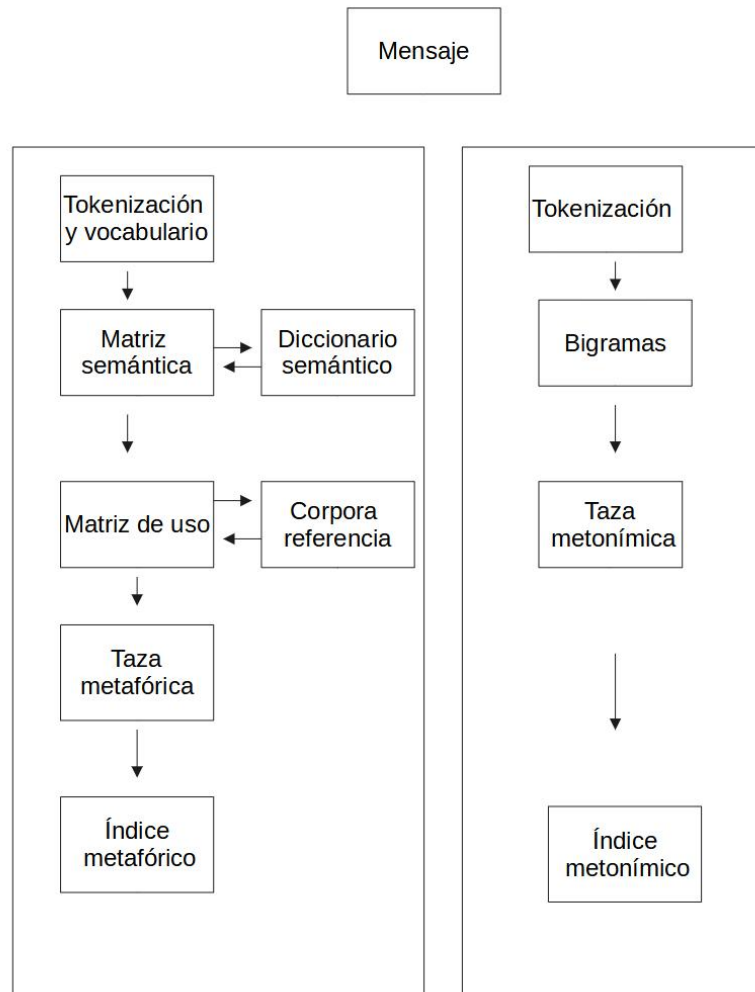 Mensaje
Tokenización
y vocabulario
Matriz
semántica
Diccionario
semántico
Matriz de uso
Corpora
referencia
Taza
metafórica
Índice
metafórico
Tokenización
Bigramas
Taza
metonímica
Índice
metonímico